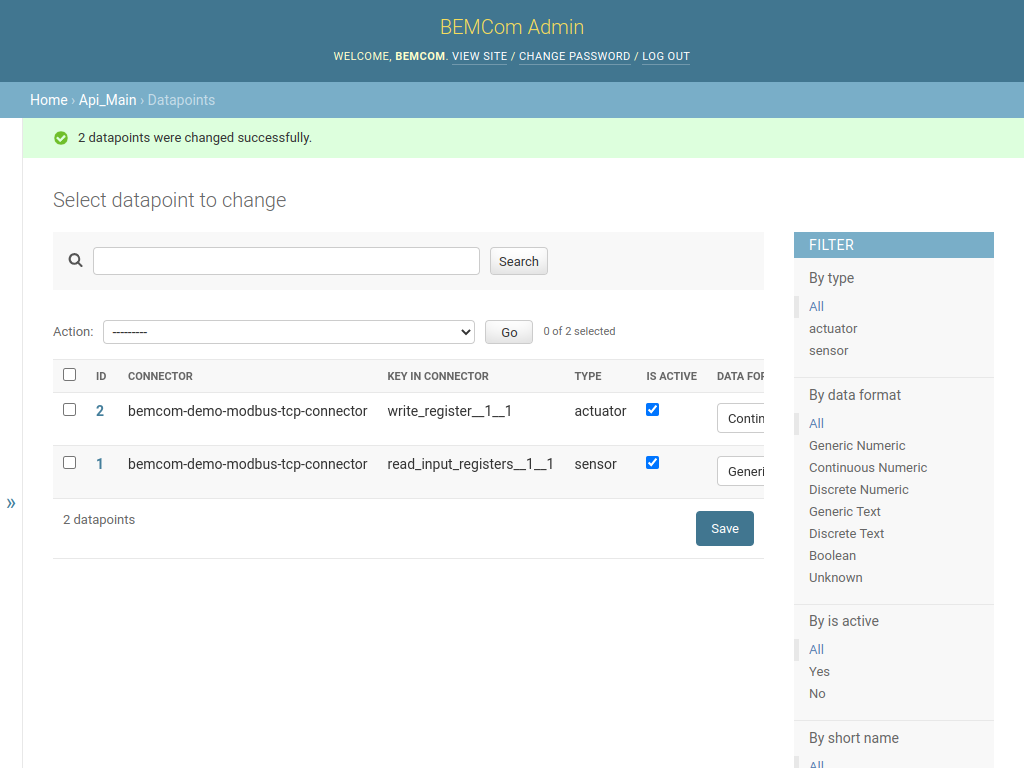 BEMCom Admin
WELCOME, BEMCOM. VIEW SITE / CHANGE PASSWORD / LOG OUT
Home › Api_Main › Datapoints
2 datapoints were changed successfully.
Select datapoint to change
Search
Action: --------- Go 0 of 2 selected
ID CONNECTOR KEY IN CONNECTOR TYPE IS ACTIVE DATA FOR
2 bemcom-demo-modbus-tcp-connector write_register__1__1 actuator Contin
1 bemcom-demo-modbus-tcp-connector read_input_registers__1__1 sensor Generi
2 datapoints Save
»
FILTER
By type
All
actuator
sensor
By data format
All
Generic Numeric
Continuous Numeric
Discrete Numeric
Generic Text
Discrete Text
Boolean
Unknown
By is active
All
Yes
No
By short name
All